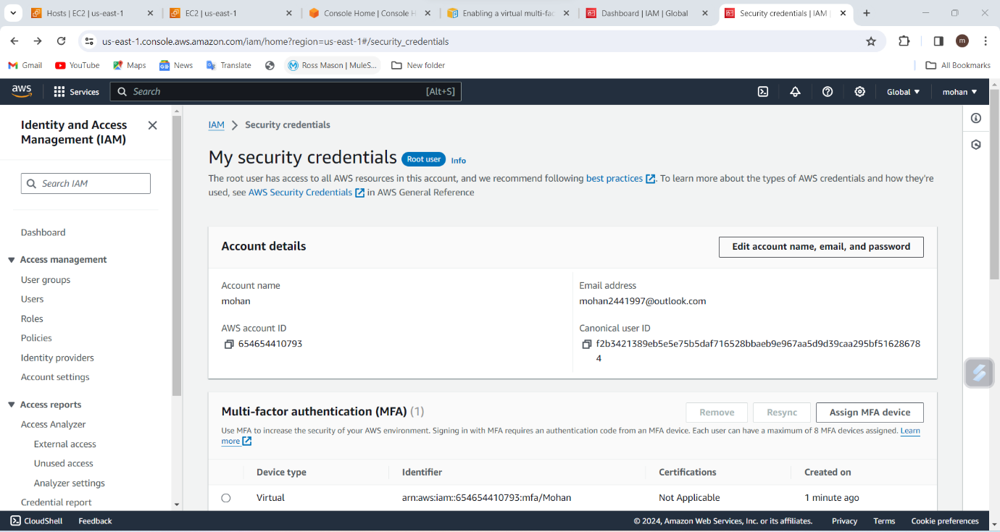 Hosts | EC2 | us-east-1
EC2 | us-east-1
Console Home | Console H
Enabling a virtual multi-fac
Dashboard | IAM | Global
Security credentials | IAM |
us-east-1.console.aws.amazon.com/iam/home?region=us-east-1#/security_credentials
m
Gmail
YouTube
Maps
News
Translate
Ross Mason | MuleS...
New folder
All Bookmarks
aws
Services
Search
[Alt+S]
Global
mohan
Identity and Access
Management (IAM)
Search IAM
Dashboard
Access management
User groups
Users
Roles
Policies
Identity providers
Account settings
Access reports
Access Analyzer
External access
Unused access
Analyzer settings
Credential report
IAM > Security credentials
My security credentials Root user Info
The root user has access to all AWS resources in this account, and we recommend following best practices. To learn more about the types of AWS credentials and how they're
used, see AWS Security Credentials in AWS General Reference
Account details
Edit account name, email, and password
Account name
mohan
Email address
mohan2441997@outlook.com
AWS account ID
654654410793
Canonical user ID
f2b3421389eb5e5e75b5daf716528bbaeb9e967aa5d9d39caa295bf51628678
4
Multi-factor authentication (MFA) (1)
Remove
Resync
Assign MFA device
Use MFA to increase the security of your AWS environment. Signing in with MFA requires an authentication code from an MFA device. Each user can have a maximum of 8 MFA devices assigned. Learn
more
Device type
Identifier
Certifications
Created on
Virtual
arn:aws:iam::654654410793:mfa/Mohan
Not Applicable
1 minute ago
CloudShell
Feedback
© 2024, Amazon Web Services, Inc. or its affiliates.
Privacy
Terms
Cookie preferences